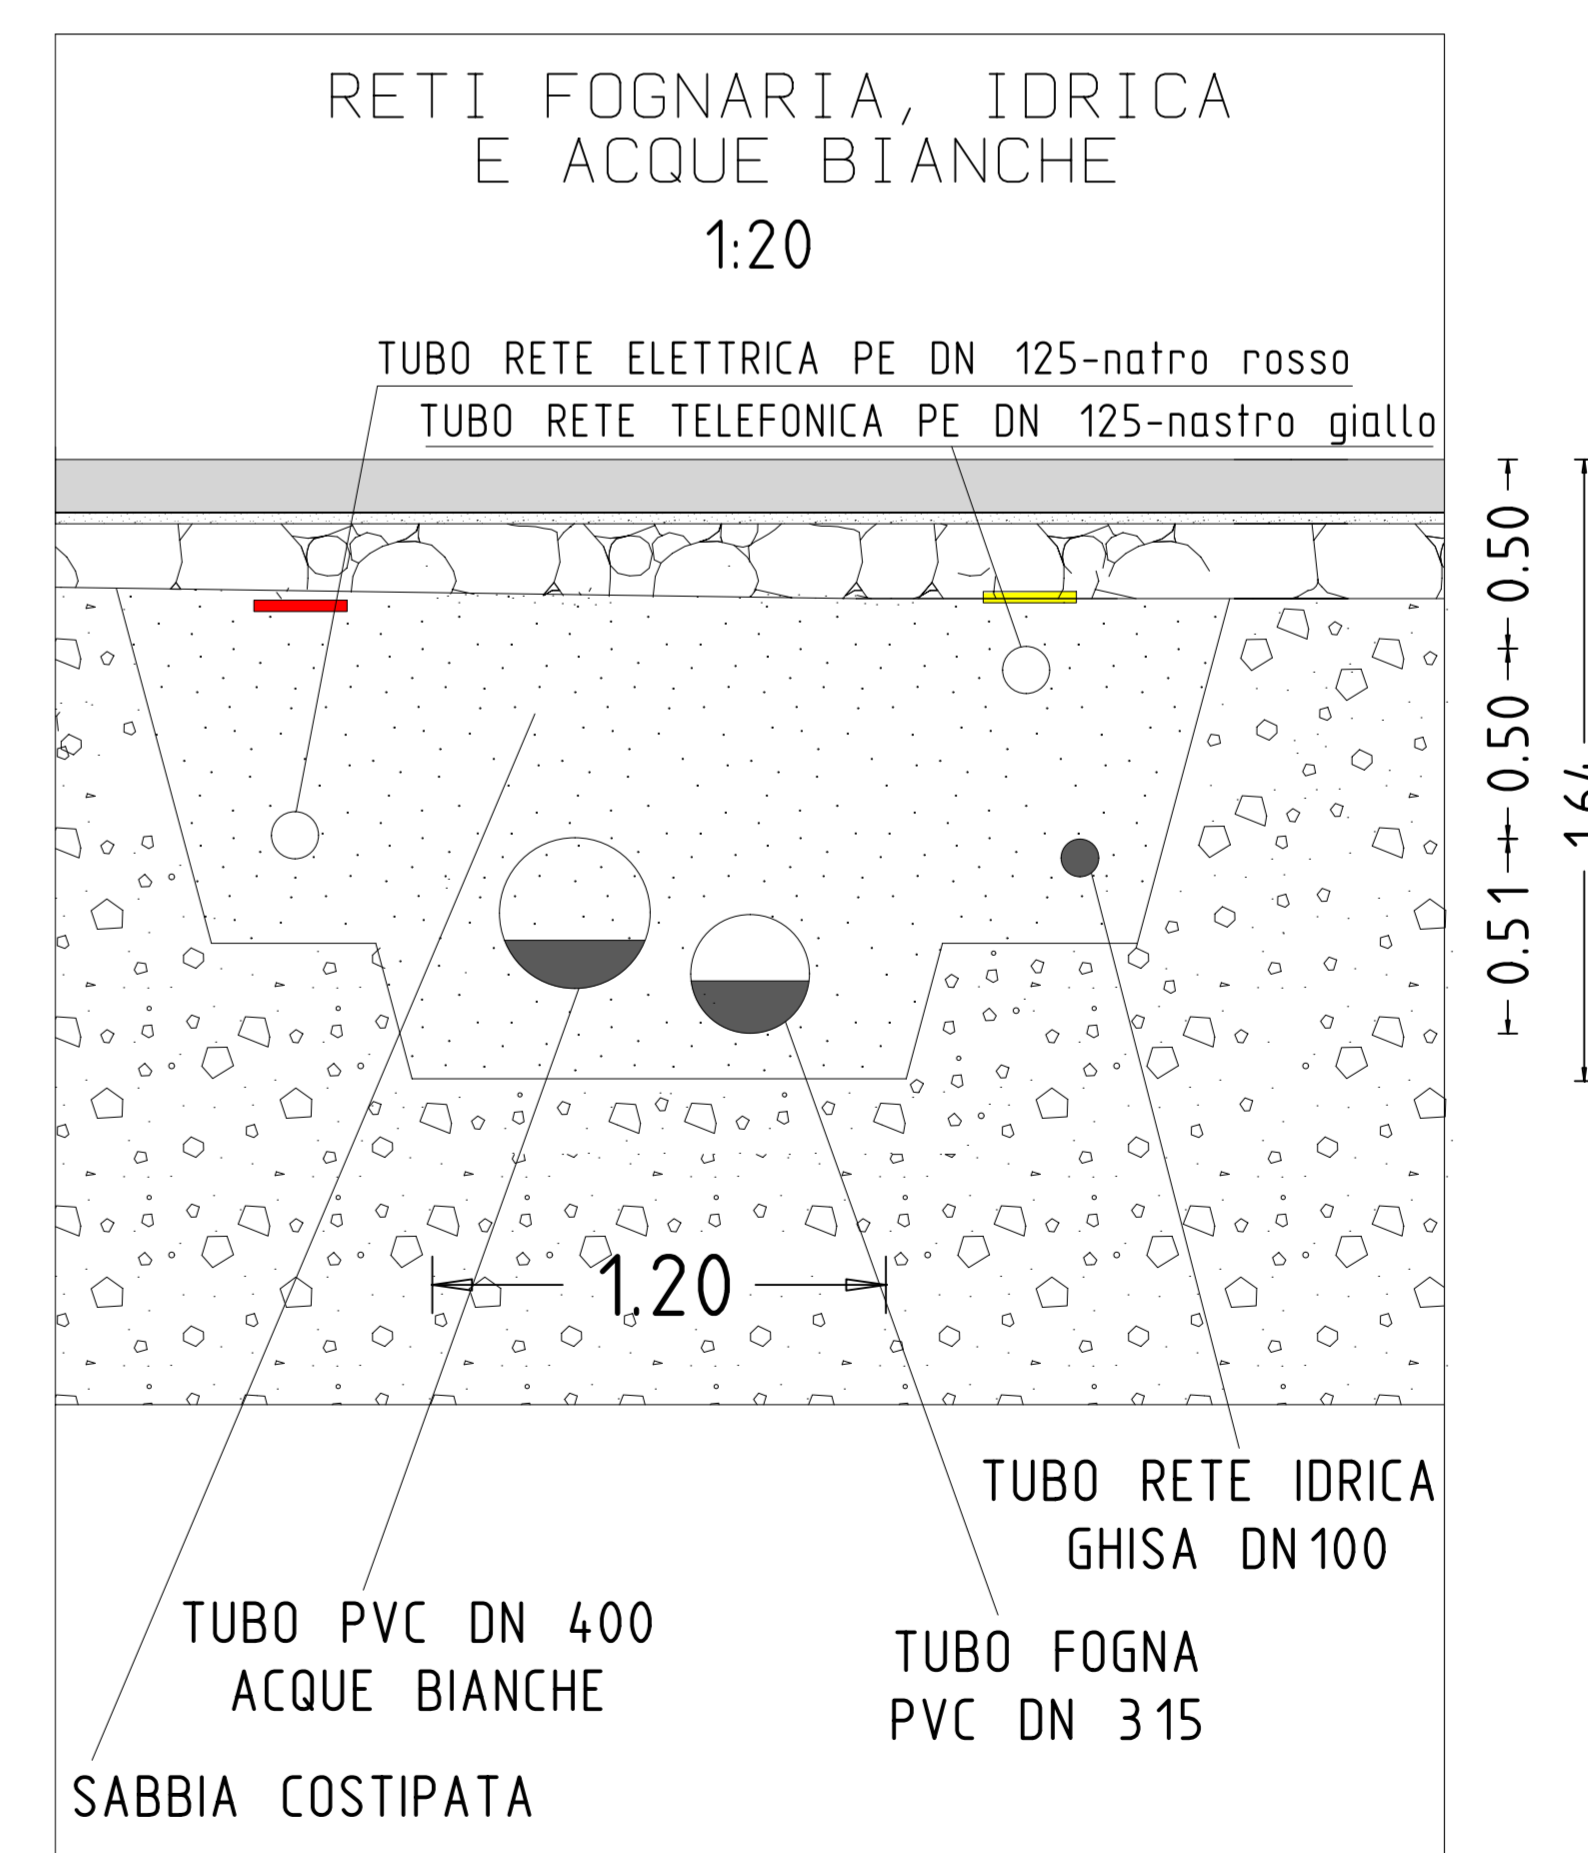 RETI FOGNARIA, IDRICA
E ACQUE BIANCHE
1:20
TUBO RETE ELETTRICA PE DN 125-natro rosso
TUBO RETE TELEFONICA PE DN 125-nastro giallo
0.50
0.50
0.51
1.20
TUBO RETE IDRICA
GHISA DN100
TUBO PVC DN 400
ACQUE BIANCHE
TUBO FOGNA
PVC DN 315
SABBIA COSTIPATA